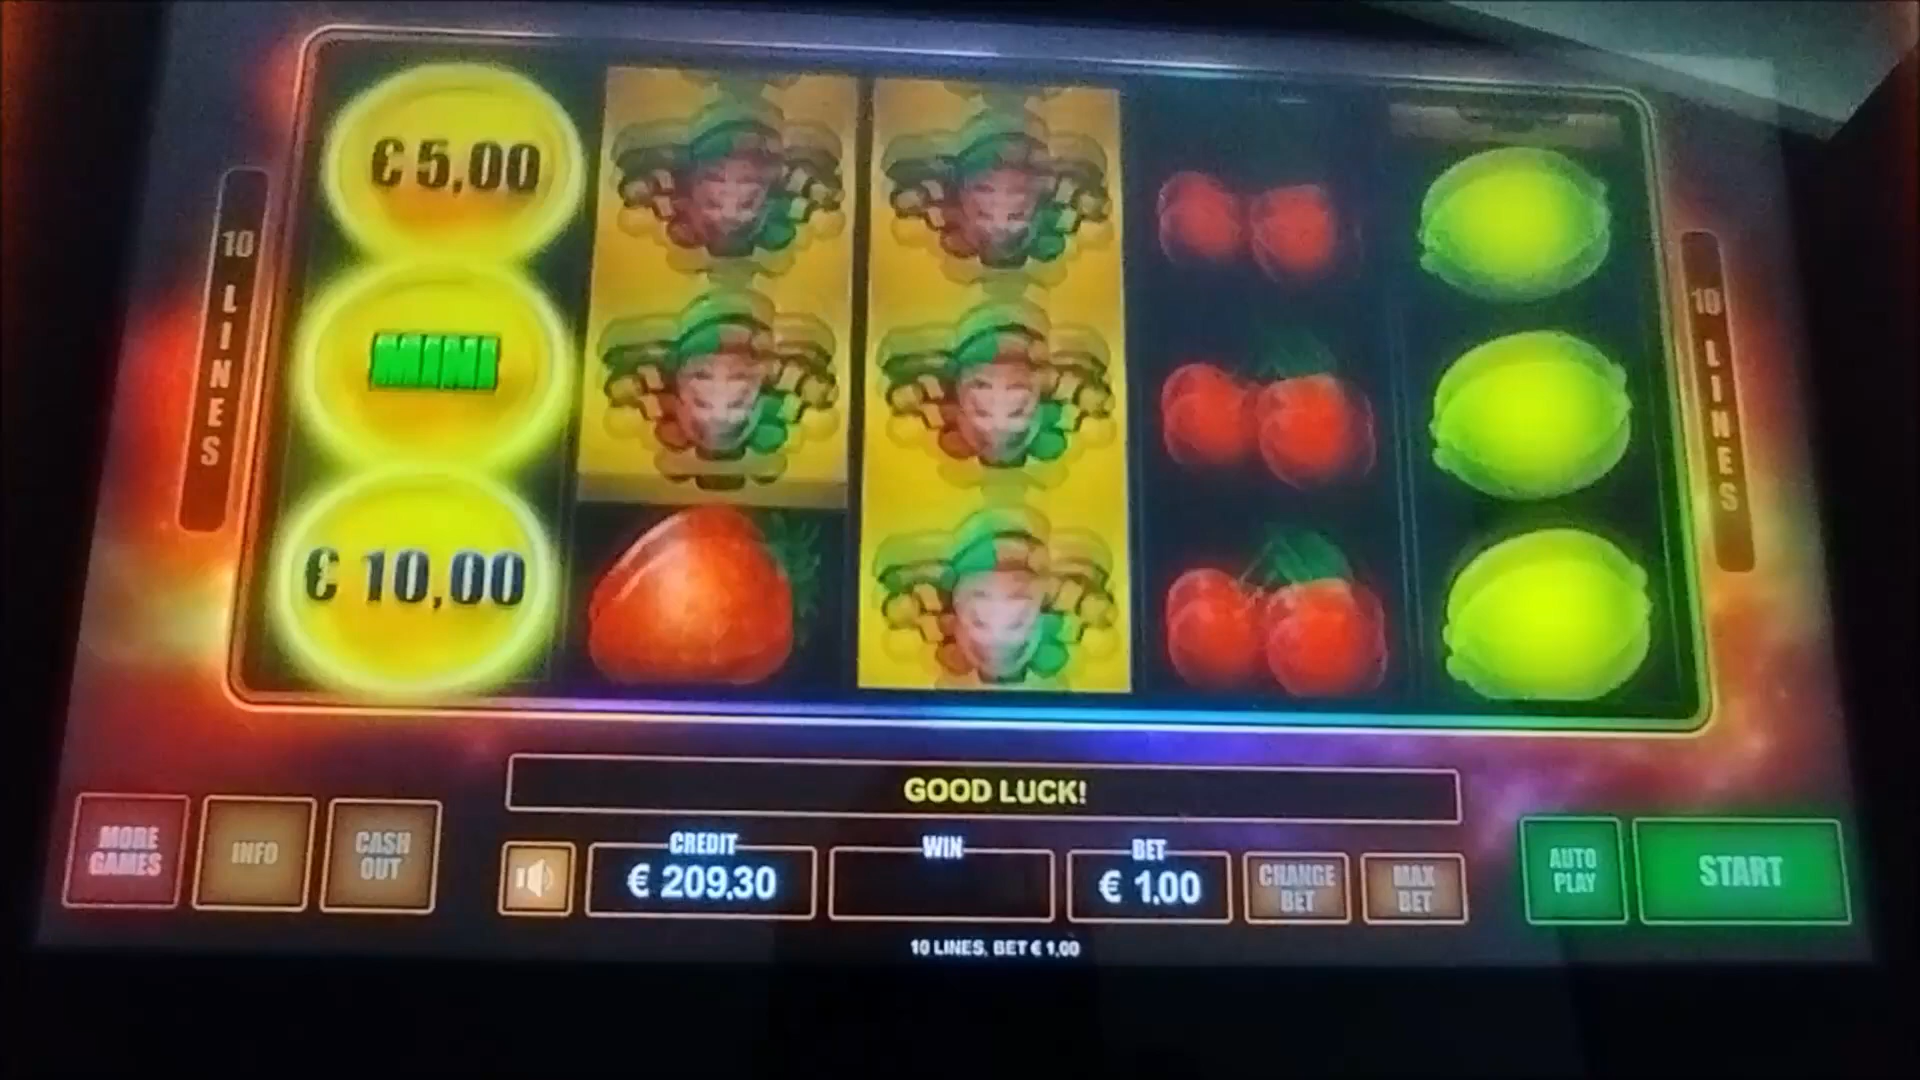 € 5,00
MINI
€ 10,00
10 LINES
10 LINES
GOOD LUCK!
MORE GAMES
INFO
CASH OUT
CREDIT
€ 209.30
WIN
BET
€ 1.00
CHANGE BET
MAX BET
AUTO PLAY
START
10 LINES, BET € 1,00